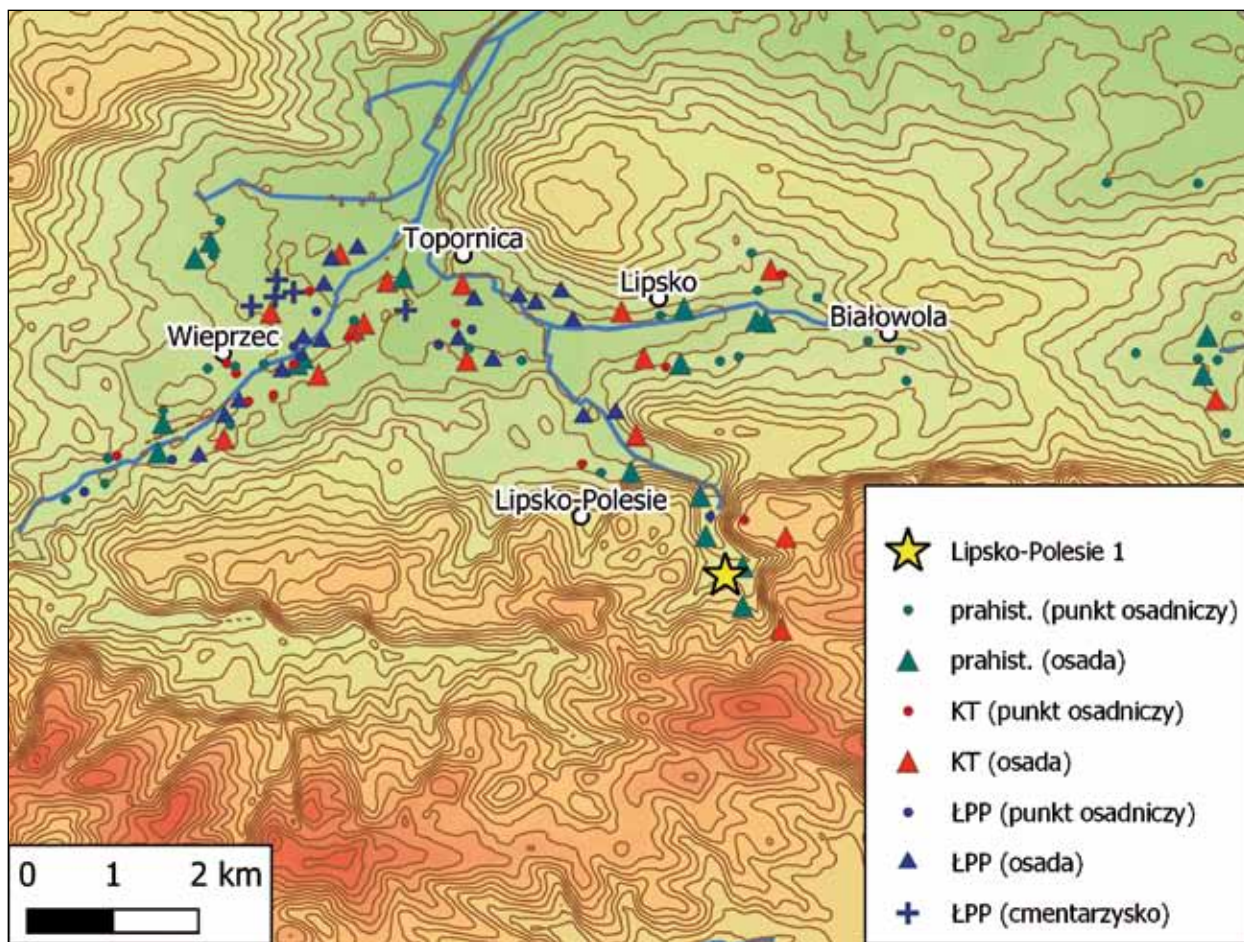 Topornica
Lipsko
Białowola
Wieprzec
Lipsko-Polesie
Lipsko-Polesie 1
prahist. (punkt osadniczy)
prahist. (osada)
KT (punkt osadniczy)
KT (osada)
ŁPP (punkt osadniczy)
ŁPP (osada)
ŁPP (cmentarzysko)
0 1 2 km